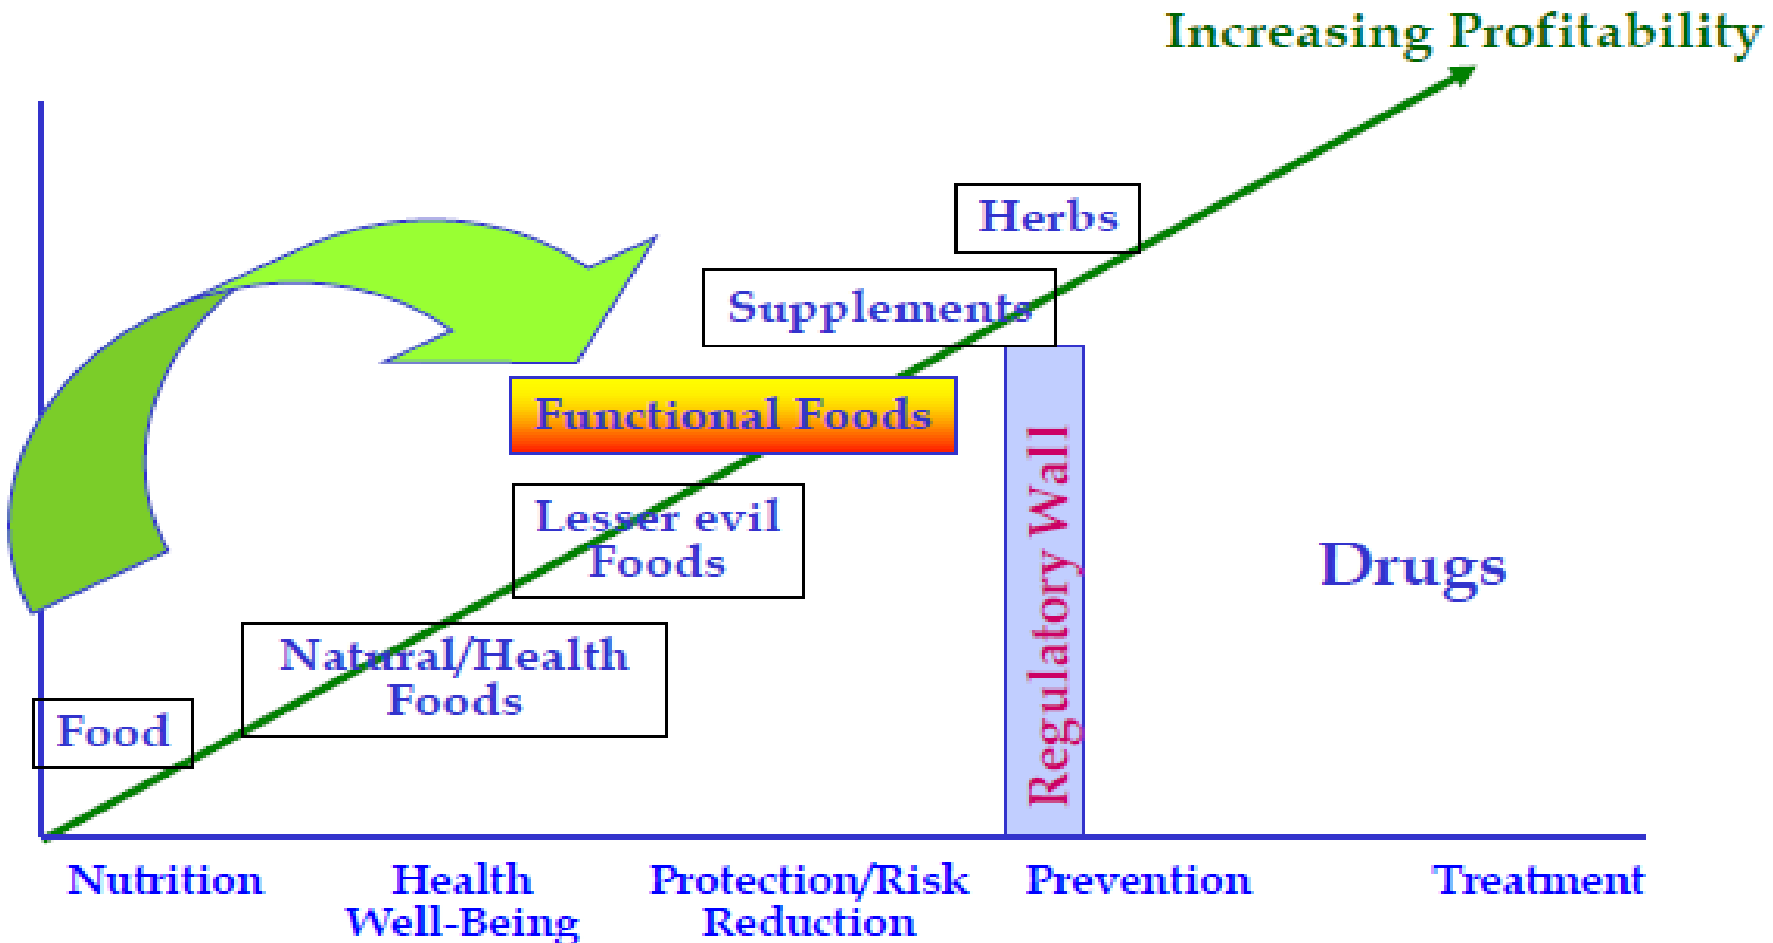 Increasing Profitability
Herbs
Supplements
Functional Foods
Lesser evil
Foods
Natural/Health
Foods
Food
Regulatory Wall
Drugs
Nutrition
Health
Well-Being
Protection/Risk
Reduction
Prevention
Treatment